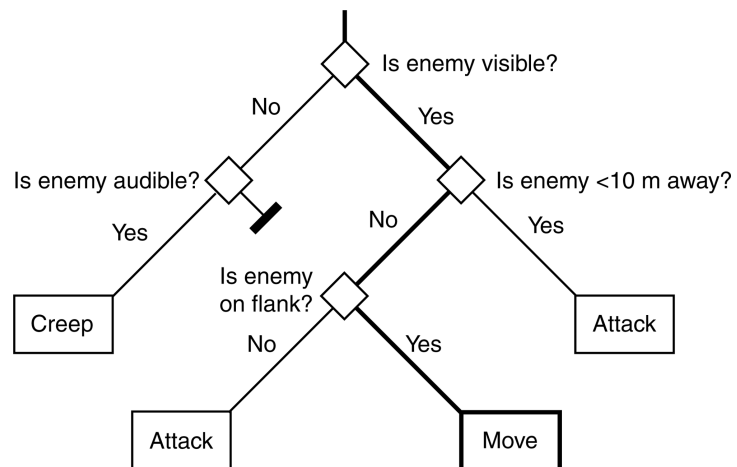 Is enemy visible?
No
Yes
Is enemy audible?
Is enemy <10 m away?
Yes
No
Yes
Is enemy
on flank?
Creep
Attack
No
Yes
Attack
Move